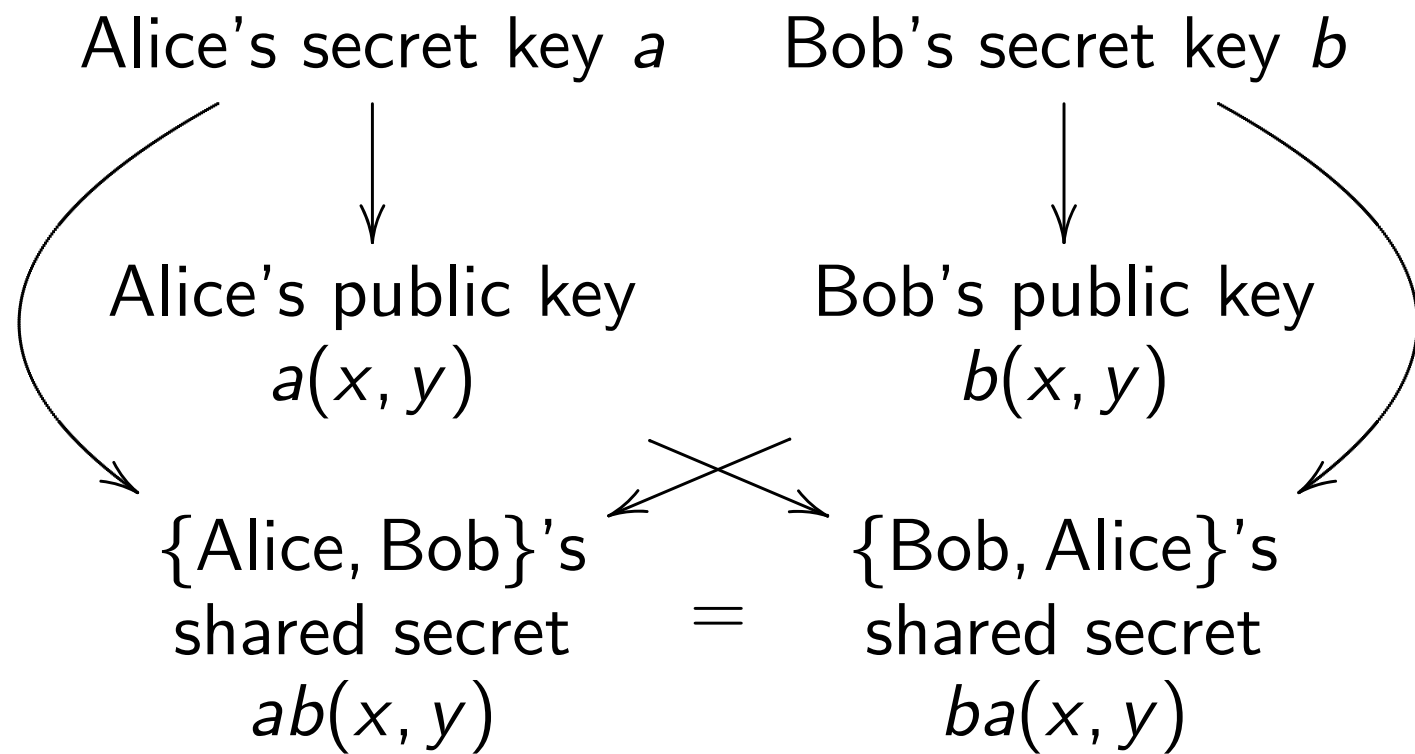 Alice's secret key a
Bob's secret key b
Alice's public key
a(x, y)
Bob's public key
b(x, y)
{Alice, Bob}'s
shared secret
ab(x, y)
=
{Bob, Alice}'s
shared secret
ba(x, y)